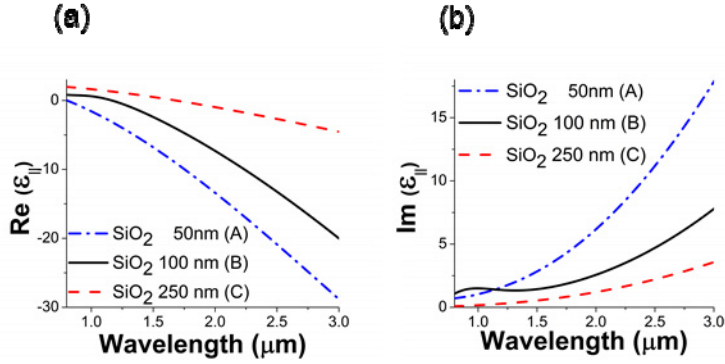 (a)
0
-10
-20
-30
Re (ε||)
SiO2 50nm (A)
SiO2 100 nm (B)
SiO2 250 nm (C)
1.0 1.5 2.0 2.5 3.0
Wavelength (μm)
(b)
15
10
5
0
Im (ε||)
SiO2 50nm (A)
SiO2 100 nm (B)
SiO2 250 nm (C)
1.0 1.5 2.0 2.5 3.0
Wavelength (μm)